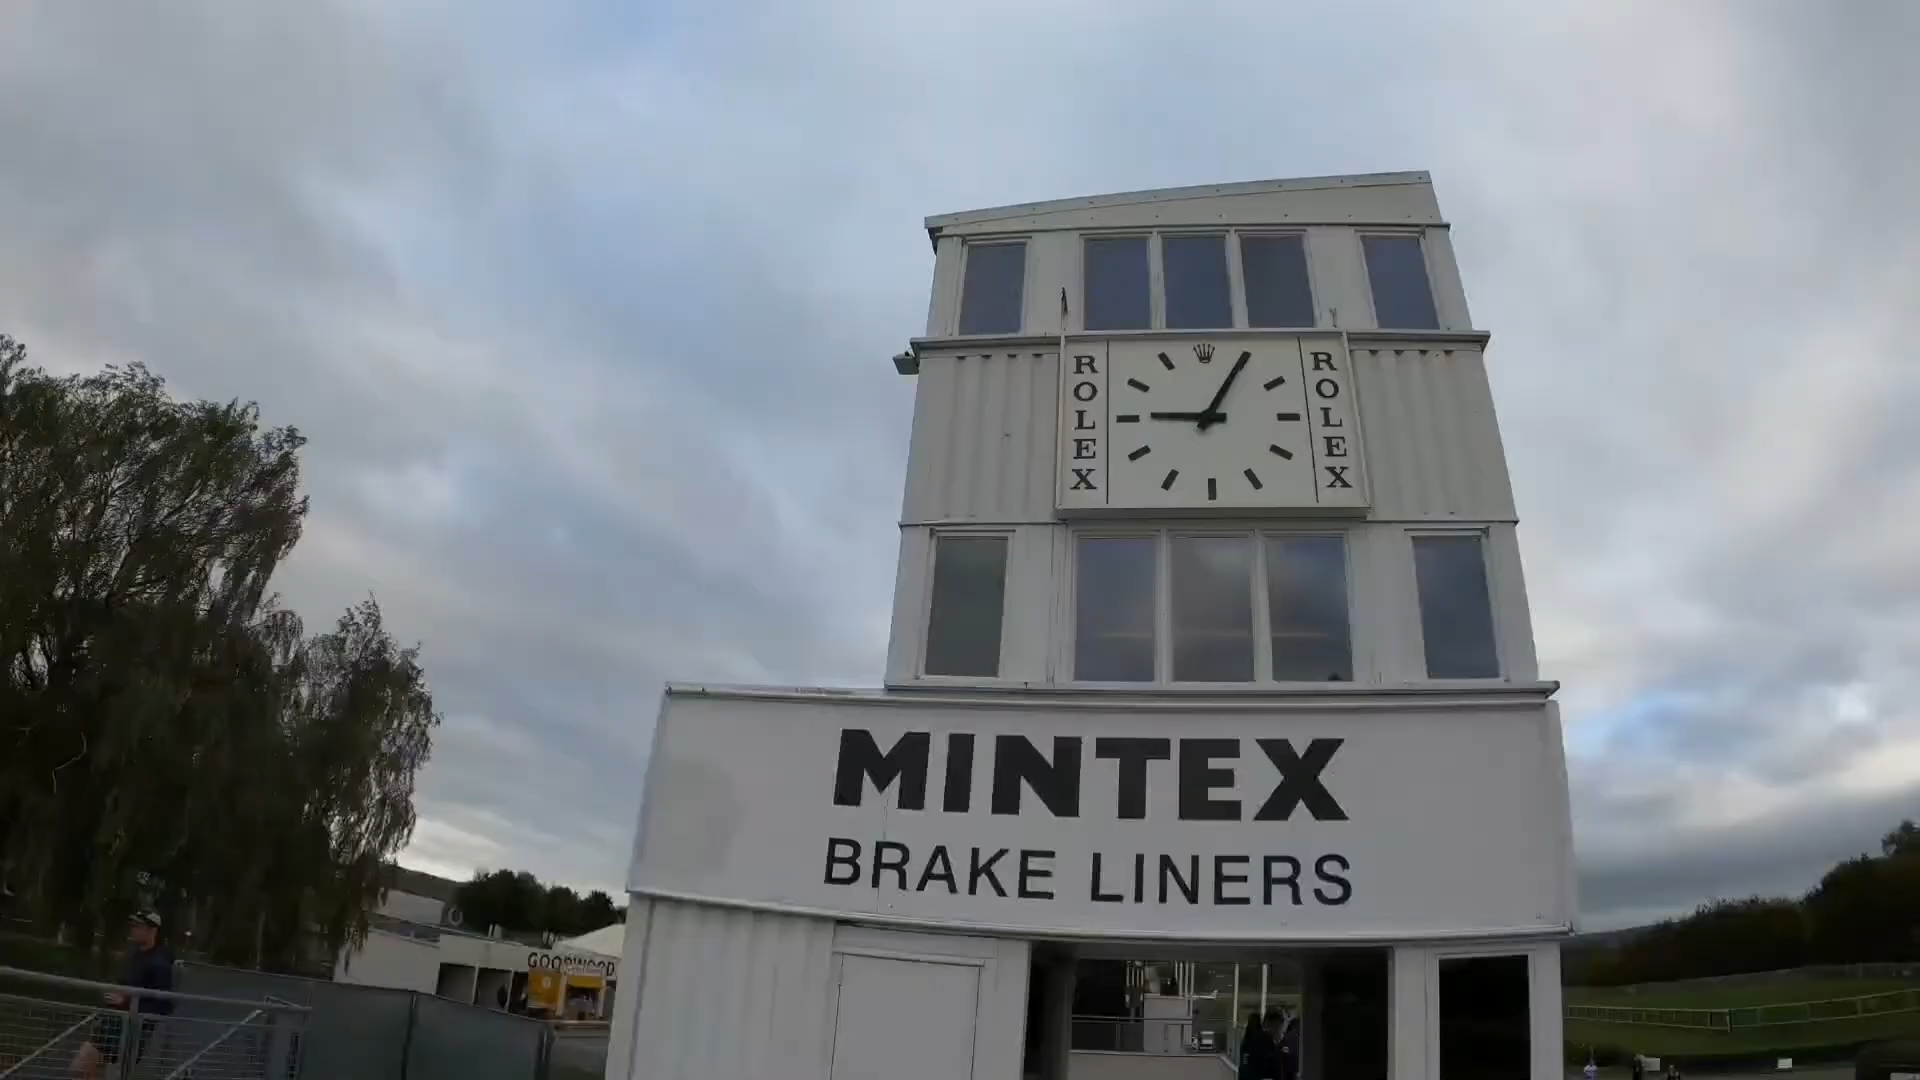 ROLEX
ROLEX
MINTEX
BRAKE LINERS
GOODWOOD